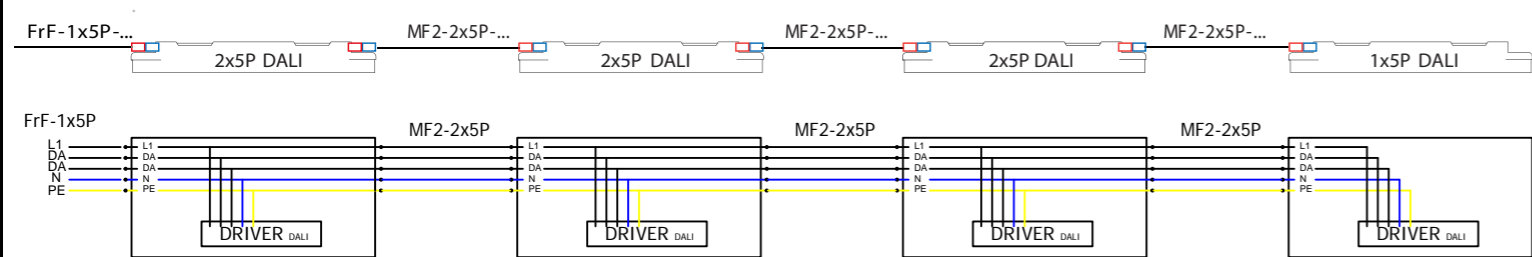 FrF-1x5P-... MF2-2x5P-... MF2-2x5P-... MF2-2x5P-...
2x5P DALI 2x5P DALI 2x5P DALI 1x5P DALI
FrF-1x5P MF2-2x5P MF2-2x5P MF2-2x5P
L1 L1 L1 L1 L1
DA DA DA DA DA
DA DA DA DA DA
N N N N N
PE PE PE PE PE
DRIVER DALI DRIVER DALI DRIVER DALI DRIVER DALI